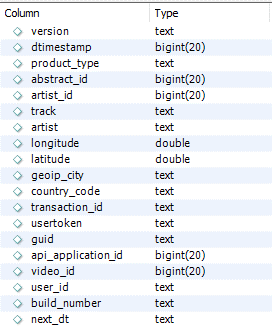 Column Type
version text
dtimestamp bigint(20)
product_type text
abstract_id bigint(20)
artist_id bigint(20)
track text
artist text
longitude double
latitude double
geoip_city text
country_code text
transaction_id text
usertoken text
guid text
api_application_id bigint(20)
video_id bigint(20)
user_id text
build_number text
next_dt text